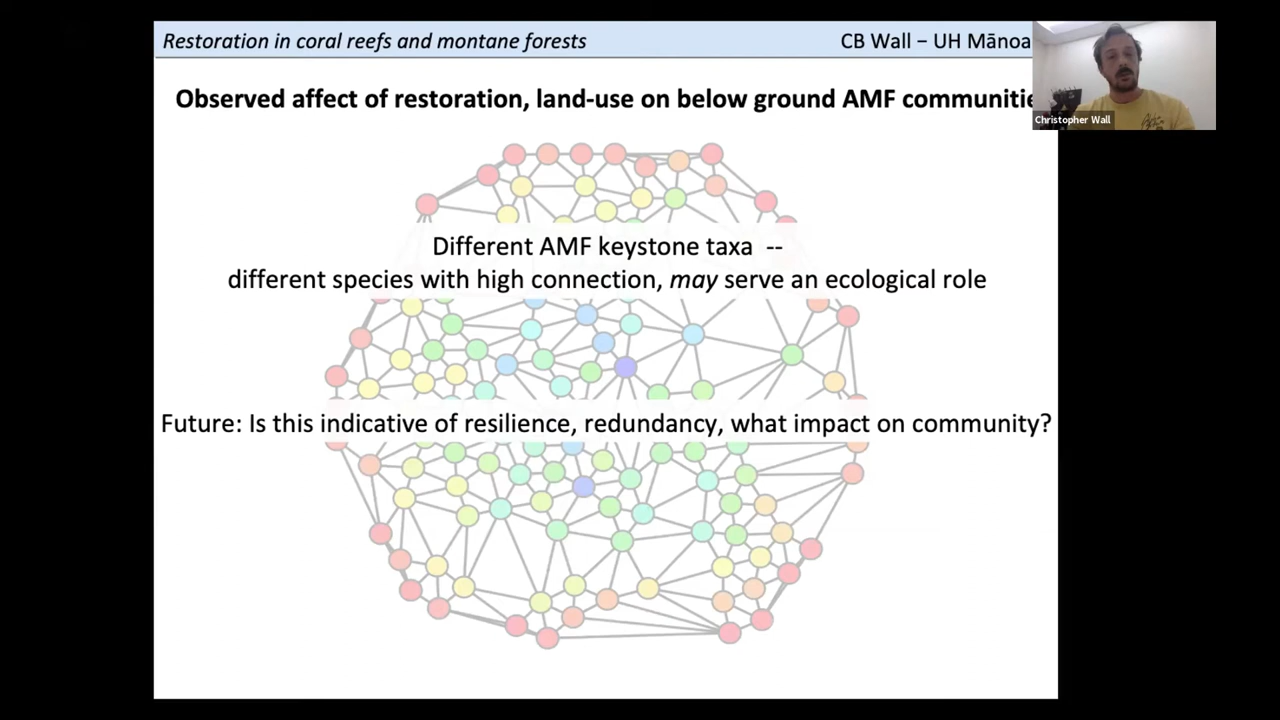 Restoration in coral reefs and montane forests
CB Wall – UH Mānoa
Observed affect of restoration, land-use on below ground AMF communitie
Christopher Wall
Different AMF keystone taxa --
different species with high connection, may serve an ecological role
Future: Is this indicative of resilience, redundancy, what impact on community?